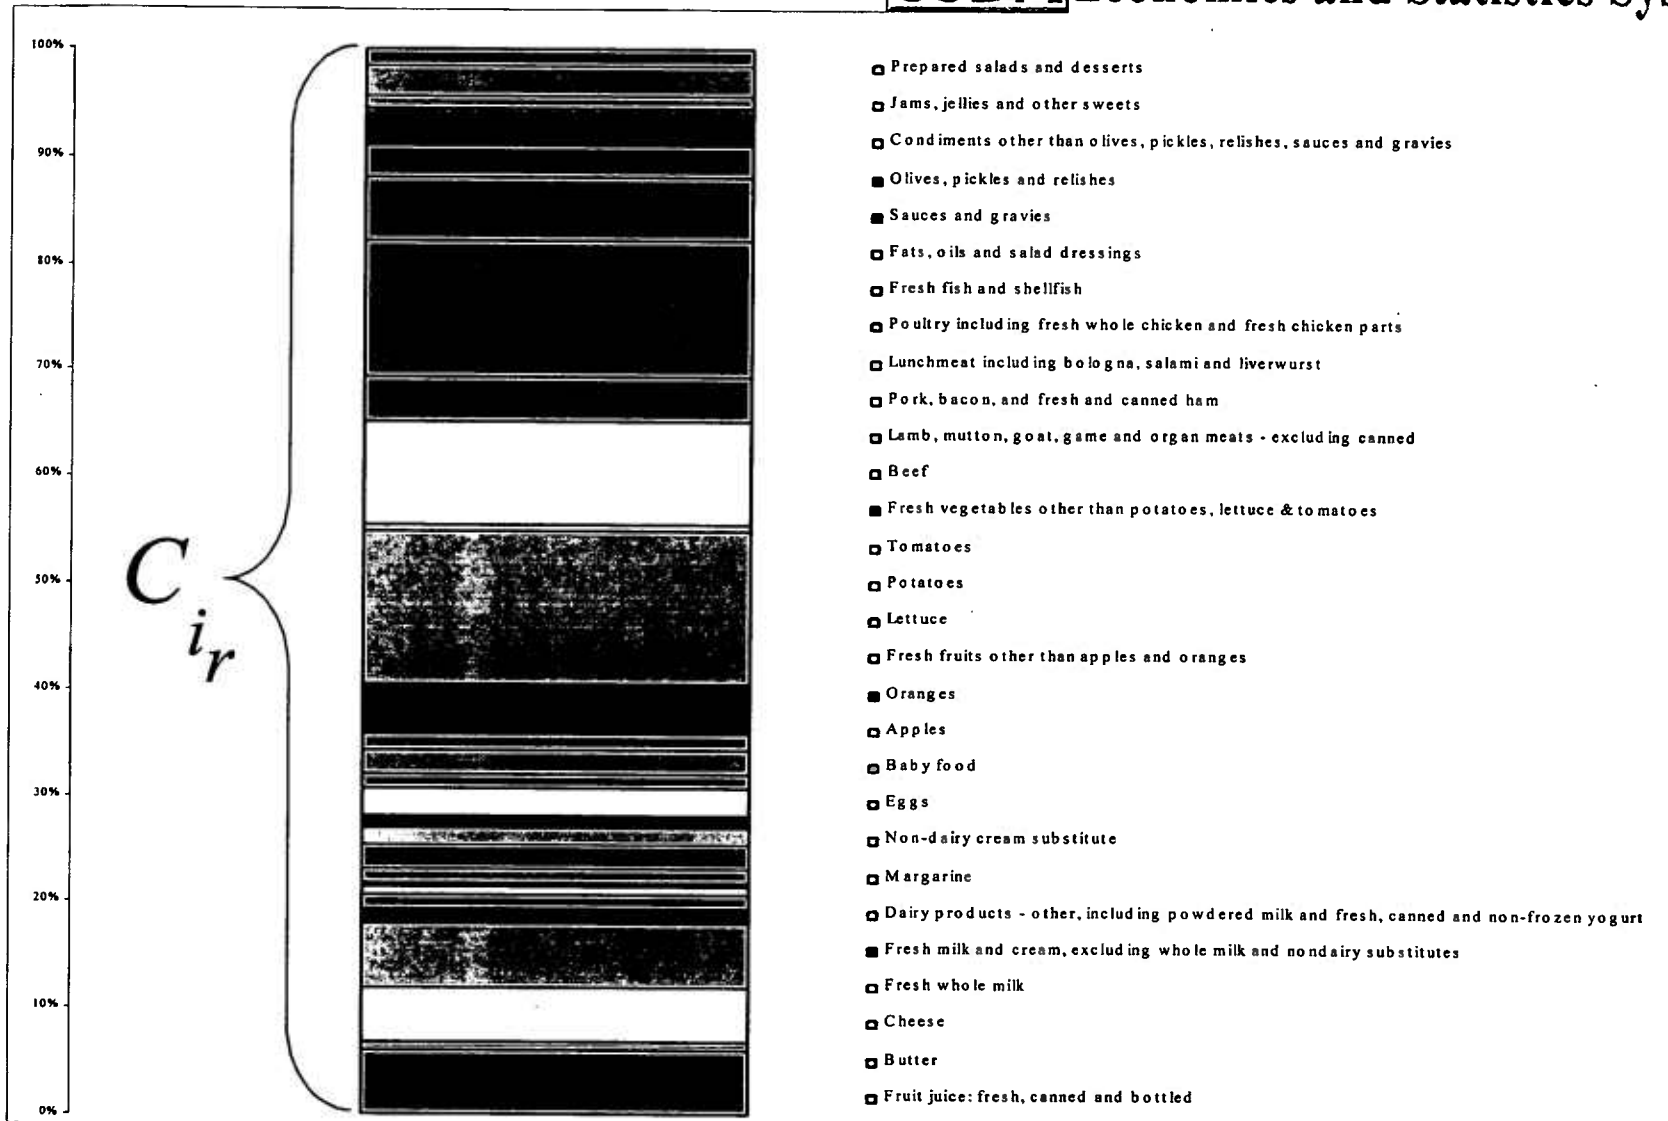 Economics and Statistics
100%
90%
80%
70%
60%
50%
40%
30%
20%
10%
0%
C
i
r
Prepared salads and desserts
Jams, jellies and other sweets
Condiments other than olives, pickles, relishes, sauces and gravies
Olives, pickles and relishes
Sauces and gravies
Fats, oils and salad dressings
Fresh fish and shellfish
Poultry including fresh whole chicken and fresh chicken parts
Lunchmeat including bologna, salami and liverwurst
Pork, bacon, and fresh and canned ham
Lamb, mutton, goat, game and organ meats - excluding canned
Beef
Fresh vegetables other than potatoes, lettuce & tomatoes
Tomatoes
Potatoes
Lettuce
Fresh fruits other than apples and oranges
Oranges
Apples
Baby food
Eggs
Non-dairy cream substitute
Margarine
Dairy products - other, including powdered milk and fresh, canned and non-frozen yogurt
Fresh milk and cream, excluding whole milk and nondairy substitutes
Fresh whole milk
Cheese
Butter
Fruit juice: fresh, canned and bottled